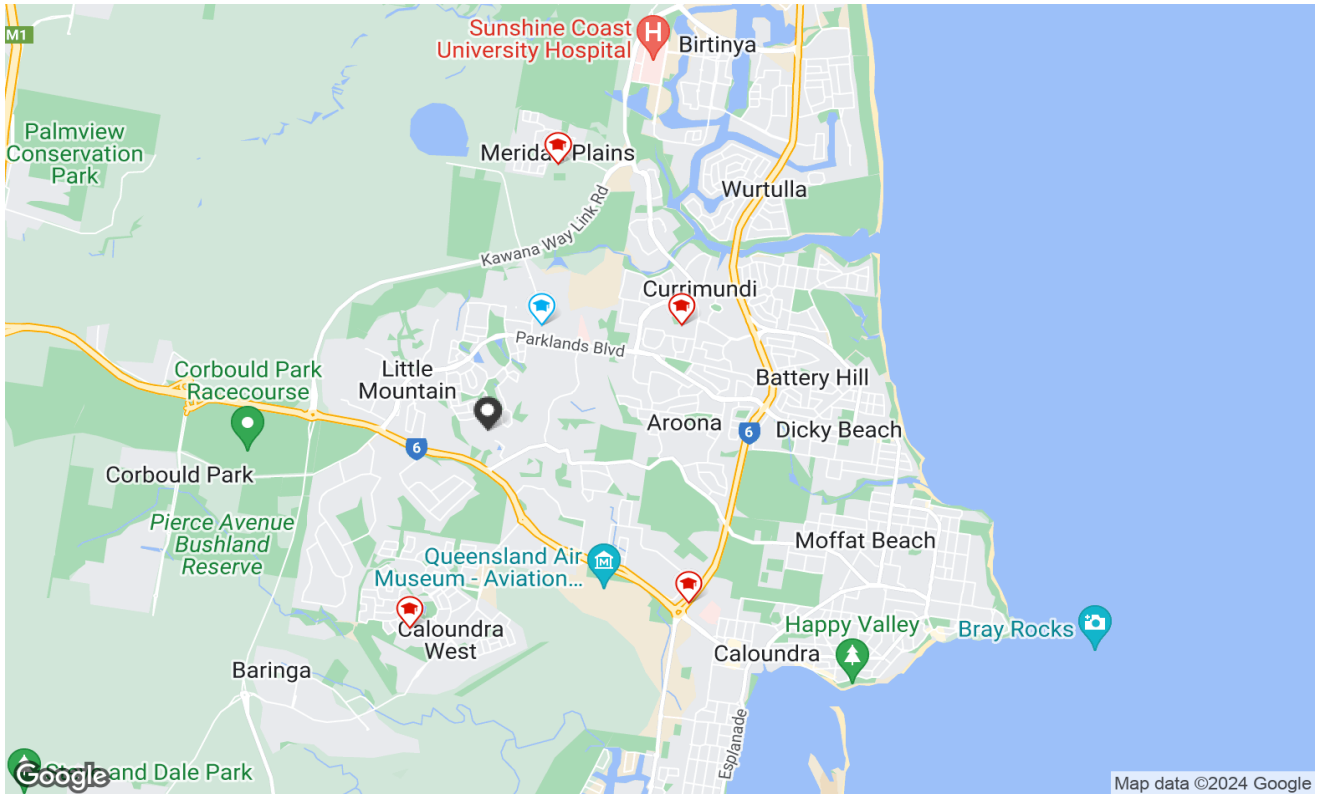 M1
Sunshine Coast
University Hospital
H
Birtinya
Palmview
Conservation
Park
Plains
Wurtulla
Kawana Way Link Rd
Currimundi
Parklands Blvd
Corbould Park
Racecourse
Little
Mountain
Battery Hill
Aroona
6
Dicky Beach
6
Corbould Park
Pierce Avenue
Bushland
Reserve
Moffat Beach
Queensland Air
Museum - Aviation...
M
Happy Valley
Bray Rocks
Caloundra
West
Caloundra
Baringa
Esplanade
and Dale Park
Google
Map data ©2024 Google